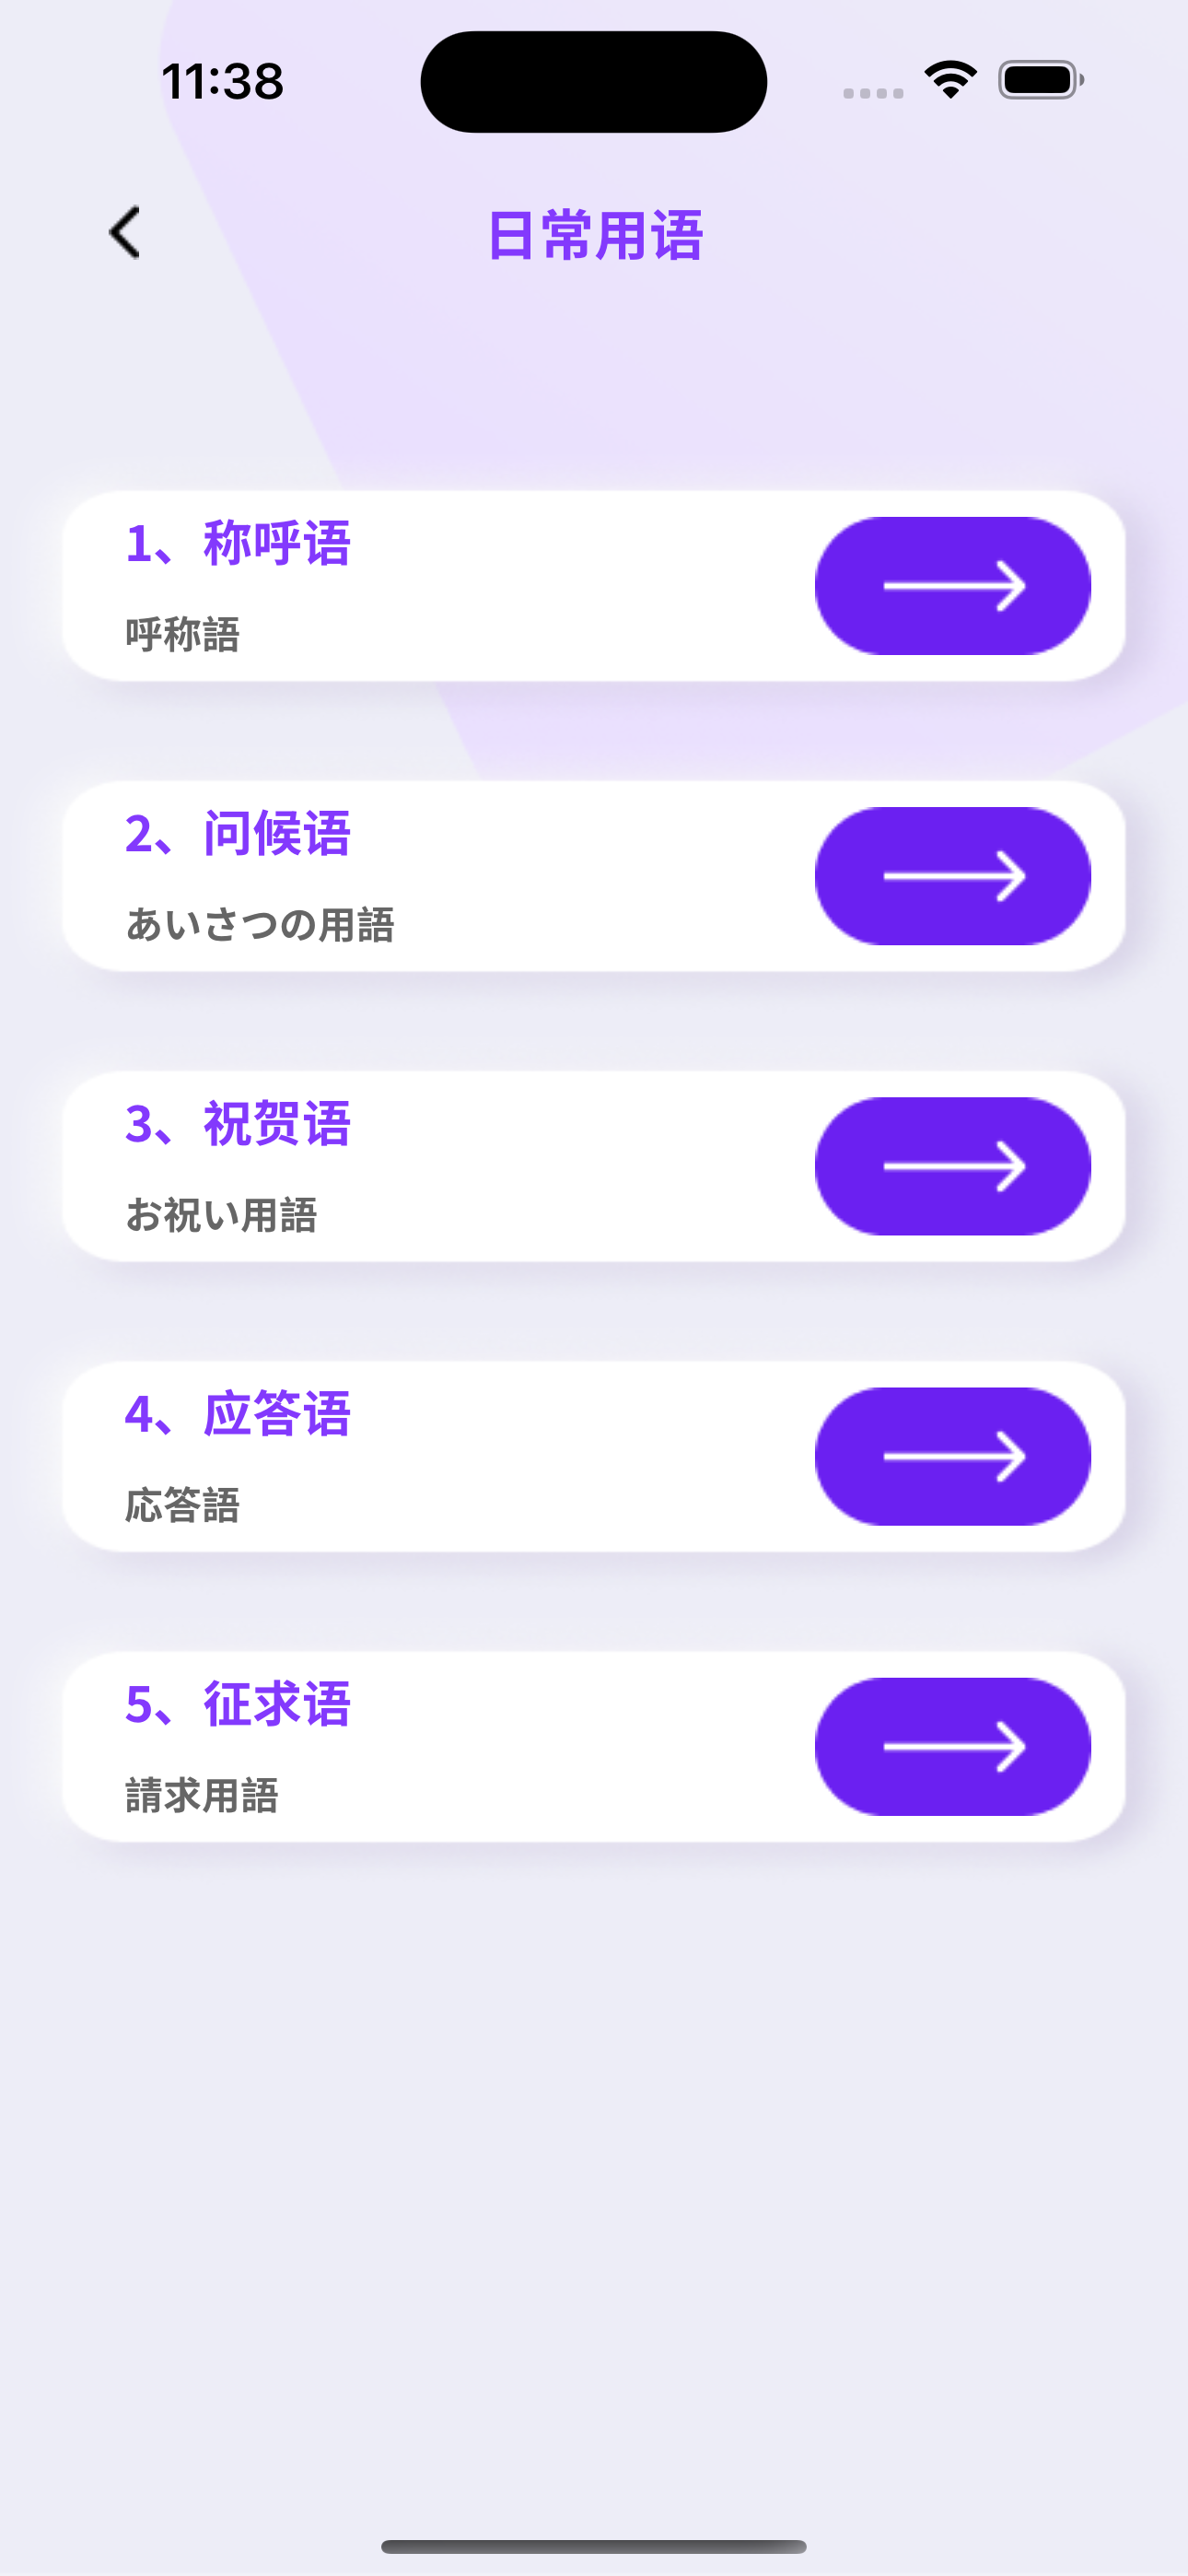 11:38
日常用语
1、称呼语
呼称語
2、问候语
あいさつの用語
3、祝贺语
お祝い用語
4、应答语
応答語
5、征求语
請求用語